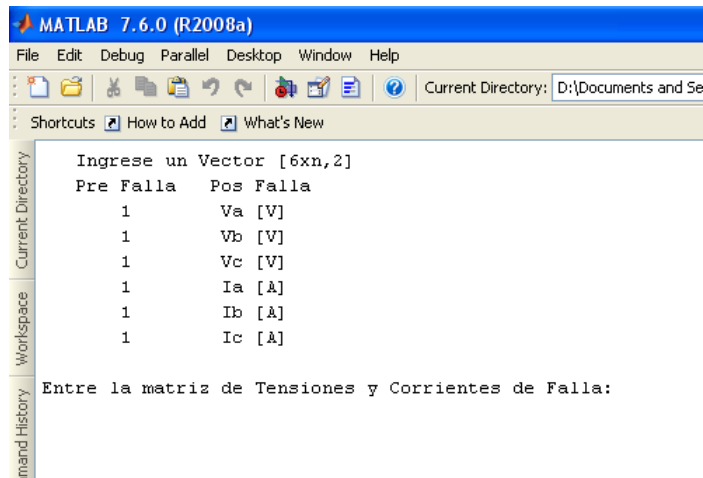 MATLAB 7.6.0 (R2008a)
File Edit Debug Parallel Desktop Window Help
Current Directory: D:\Documents and Se
Shortcuts How to Add What's New
Current Directory
Workspace
mand History
Ingrese un Vector [6xn,2]
Pre Falla Pos Falla
1 Va [V]
1 Vb [V]
1 Vc [V]
1 Ia [A]
1 Ib [A]
1 Ic [A]
Entre la matriz de Tensiones y Corrientes de Falla: